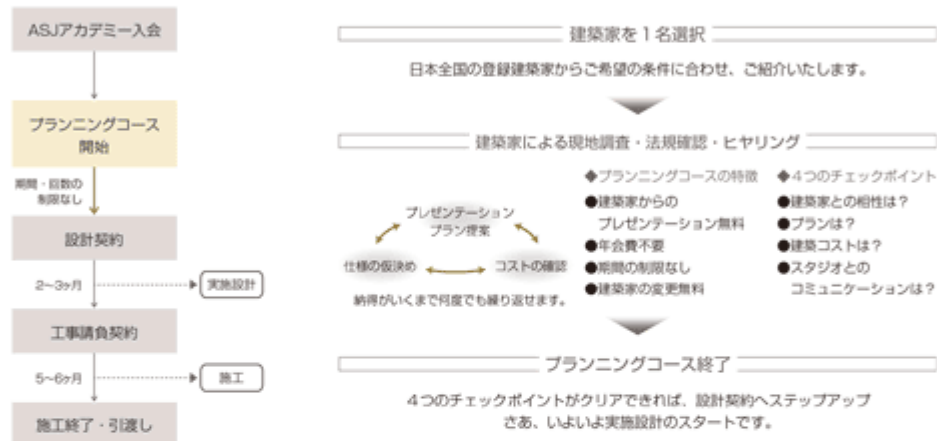 ASJアカデミー入会
プランニングコース
開始
期間・回数の
制限なし
設計契約
2〜3ヶ月
実施設計
工事請負契約
5〜6ヶ月
施工
施工終了・引渡し
建築家を1名選択
日本全国の登録建築家からご希望の条件に合わせ、ご紹介いたします。
建築家による現地調査・法規確認・ヒヤリング
プレゼンテーション
プラン提案
仕様の仮決め
コストの確認
納得がいくまで何度でも繰り返せます。
◆プランニングコースの特徴
●建築家からの
プレゼンテーション無料
●年会費不要
●期間の制限なし
●建築家の変更無料
◆4つのチェックポイント
●建築家との相性は?
●プランは?
●建築コストは?
●スタジオとの
コミュニケーションは?
プランニングコース終了
4つのチェックポイントがクリアできれば、設計契約へステップアップ
さあ、いよいよ実施設計のスタートです。